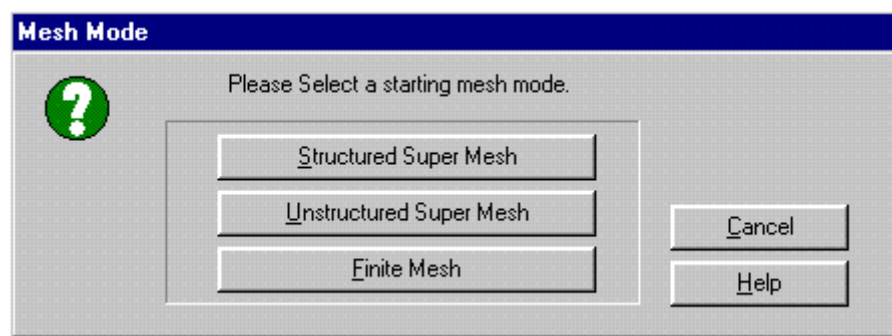 Mesh Mode
Please Select a starting mesh mode.
Structured Super Mesh
Unstructured Super Mesh
Finite Mesh
Cancel
Help